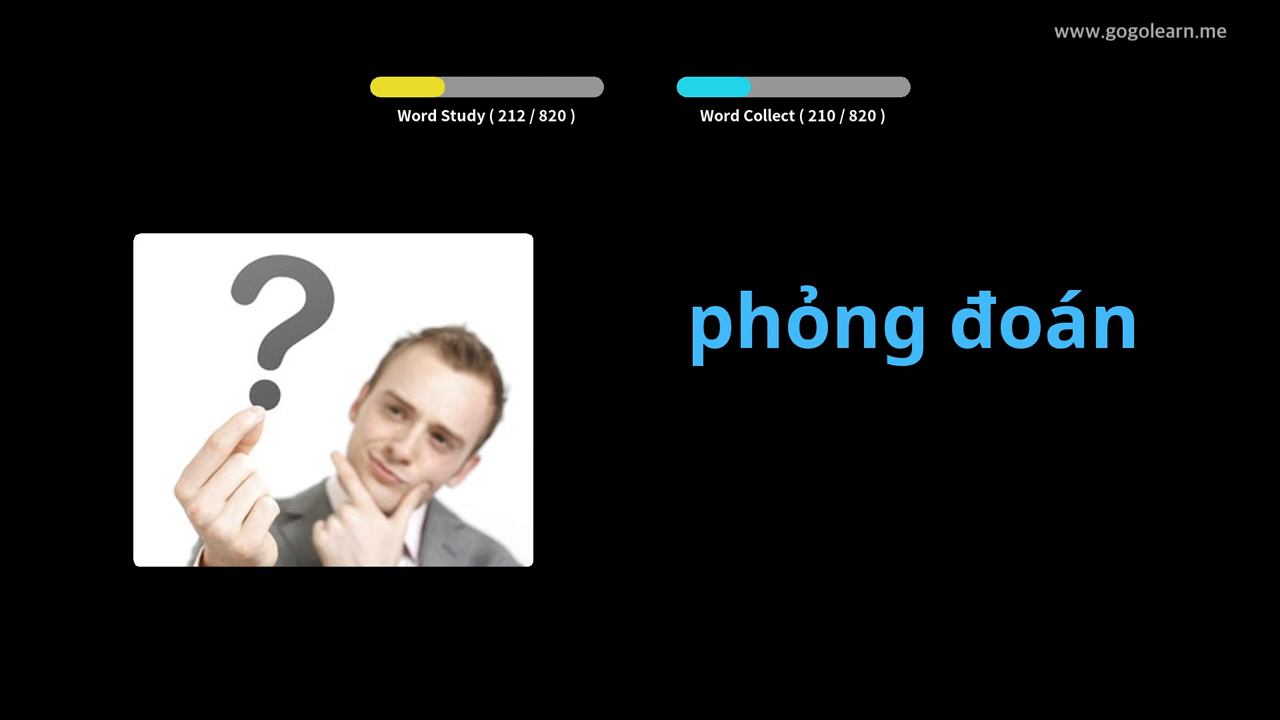 www.gogolearn.me
Word Study ( 212 / 820 )
Word Collect ( 210 / 820 )
?
phỏng đoán